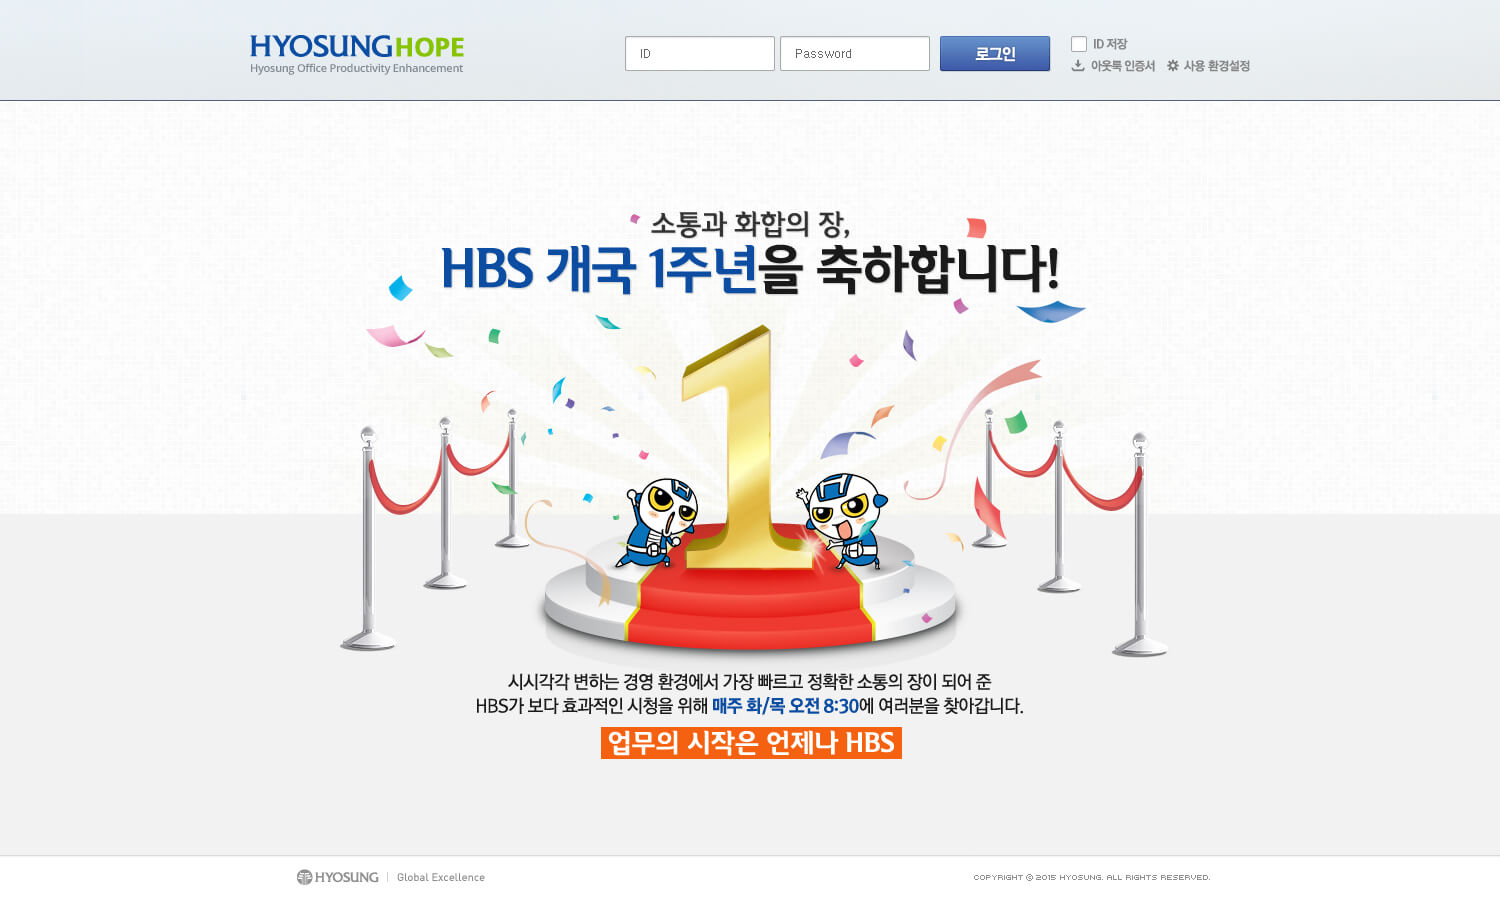 HYOSUNG HOPE
Hyosung Office Productivity Enhancement
ID
Password
로그인
ID 저장
아웃룩 인증서
사용 환경설정
소통과 화합의 장,
HBS 개국 1주년을 축하합니다!
1
시시각각 변하는 경영 환경에서 가장 빠르고 정확한 소통의 장이 되어 준
HBS가 보다 효과적인 시청을 위해 매주 화/목 오전 8:30에 여러분을 찾아갑니다.
업무의 시작은 언제나 HBS
HYOSUNG | Global Excellence
COPYRIGHT ⓒ 2015 HYOSUNG. ALL RIGHTS RESERVED.